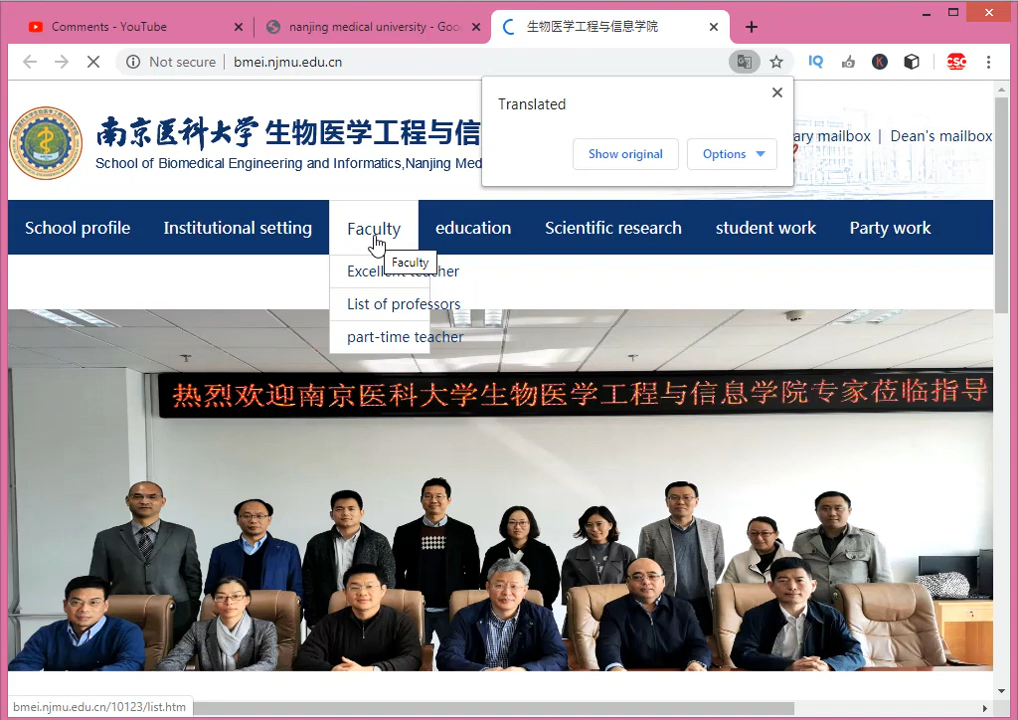 Comments - YouTube
nanjing medical university - Goo
生物医学工程与信息学院
Not secure | bmei.njmu.edu.cn
IQ
K
CSC
Translated
Show original
Options
南京医科大学 生物医学工程与信
School of Biomedical Engineering and Informatics,Nanjing Med
ary mailbox | Dean's mailbox
School profile
Institutional setting
Faculty
education
Scientific research
student work
Party work
Faculty
Excellent teacher
List of professors
part-time teacher
热烈欢迎南京医科大学生物医学工程与信息学院专家莅临指导
bmei.njmu.edu.cn/10123/list.htm